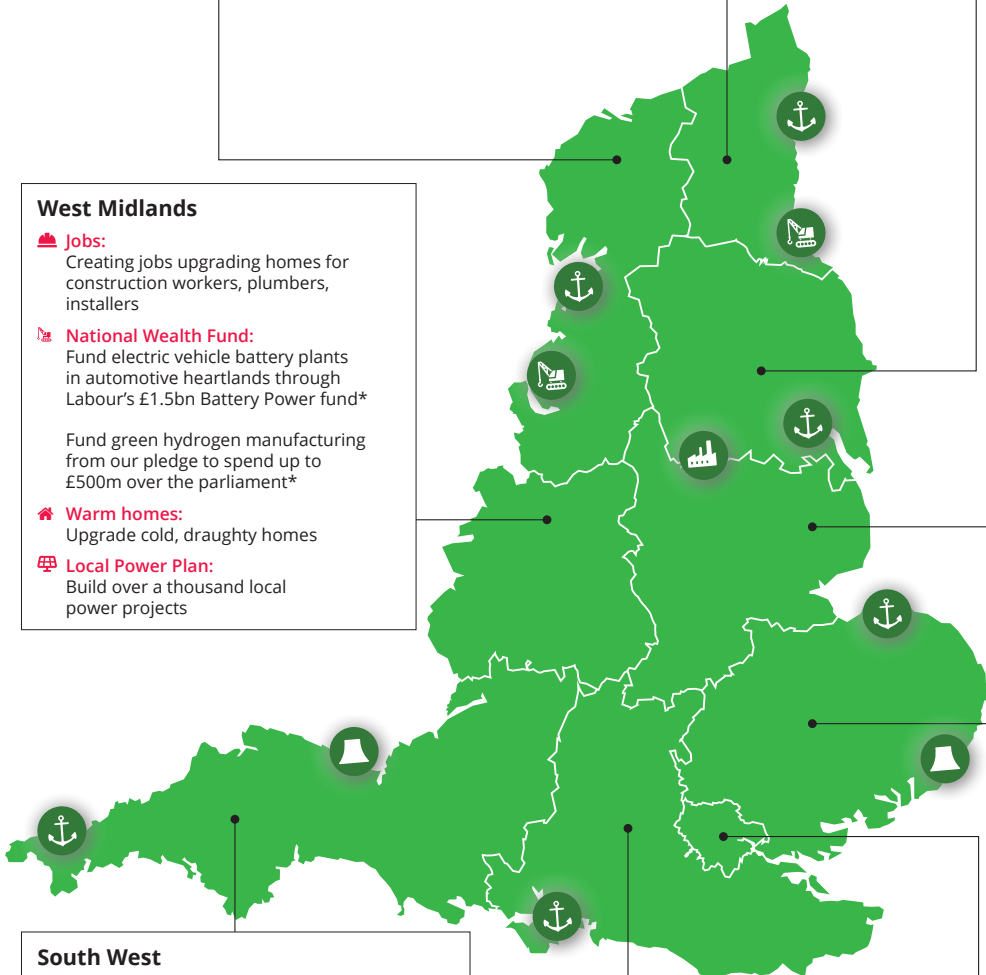 West Midlands
Jobs:
Creating jobs upgrading homes for
construction workers, plumbers,
installers
National Wealth Fund:
Fund electric vehicle battery plants
in automotive heartlands through
Labour's £1.5bn Battery Power fund*
Fund green hydrogen manufacturing
from our pledge to spend up to
£500m over the parliament*
Warm homes:
Upgrade cold, draughty homes
Local Power Plan:
Build over a thousand local
power projects
South West